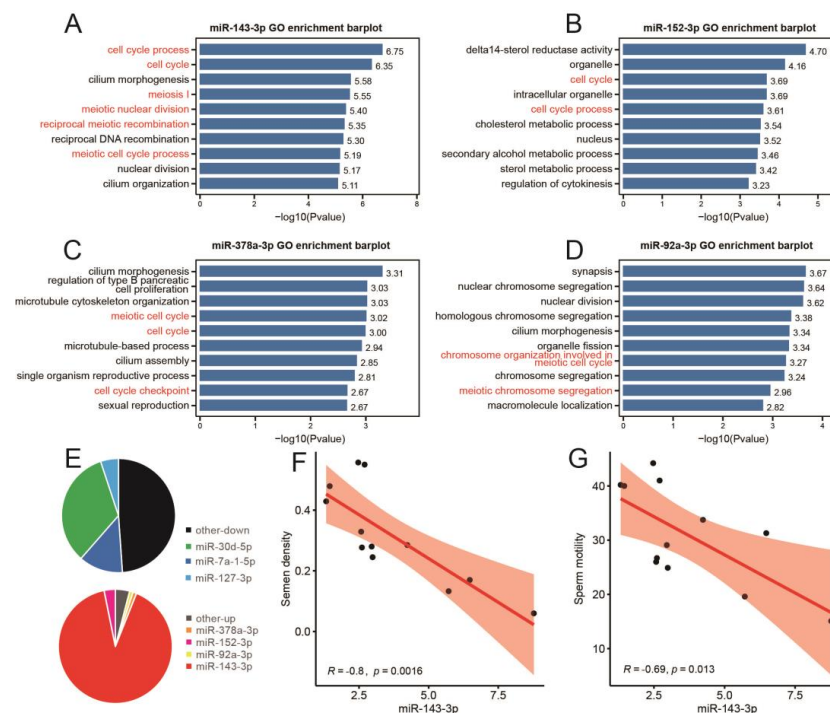 A
miR-143-3p GO enrichment barplot
cell cycle process 6.75
cell cycle 6.35
cilium morphogenesis 5.58
meiosis I 5.55
meiotic nuclear division 5.40
reciprocal meiotic recombination 5.35
reciprocal DNA recombination 5.30
meiotic cell cycle process 5.19
nuclear division 5.17
cilium organization 5.11
0 2 4 6 8
−log10(Pvalue)
B
miR-152-3p GO enrichment barplot
delta14-sterol reductase activity 4.70
organelle 4.16
cell cycle 3.69
intracellular organelle 3.69
cell cycle process 3.61
cholesterol metabolic process 3.54
nucleus 3.52
secondary alcohol metabolic process 3.46
sterol metabolic process 3.42
regulation of cytokinesis 3.23
0 1 2 3 4 5
−log10(Pvalue)
C
miR-378a-3p GO enrichment barplot
cilium morphogenesis 3.31
regulation of type B pancreatic
cell proliferation 3.03
microtubule cytoskeleton organization 3.03
meiotic cell cycle 3.02
cell cycle 3.00
microtubule-based process 2.94
cilium assembly 2.85
single organism reproductive process 2.81
cell cycle checkpoint 2.67
sexual reproduction 2.67
0 1 2 3
−log10(Pvalue)
D
miR-92a-3p GO enrichment barplot
synapsis 3.67
nuclear chromosome segregation 3.64
nuclear division 3.62
homologous chromosome segregation 3.38
cilium morphogenesis 3.34
organelle fission 3.34
chromosome organization involved in
meiotic cell cycle 3.27
chromosome segregation 3.24
meiotic chromosome segregation 2.96
macromolecule localization 2.82
0 1 2 3 4
−log10(Pvalue)
E
other-down
miR-30d-5p
miR-7a-1-5p
miR-127-3p
other-up
miR-378a-3p
miR-152-3p
miR-92a-3p
miR-143-3p
F
Semen density
0.4
0.2
0.0
R = -0.8, p = 0.0016
2.5 5.0 7.5
miR-143-3p
G
Sperm motility
40
30
20
10
R = -0.69, p = 0.013
2.5 5.0 7.5
miR-143-3p